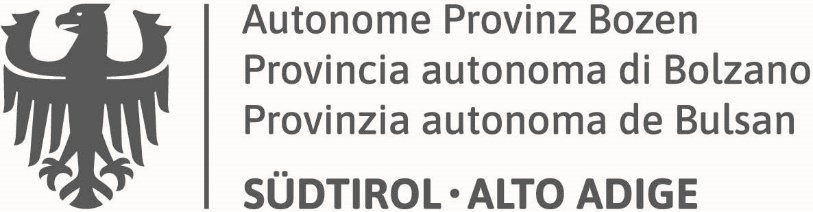 Autonome Provinz Bozen
Provincia autonoma di Bolzano
Provinzia autonoma de Bulsan
SÜDTIROL · ALTO ADIGE